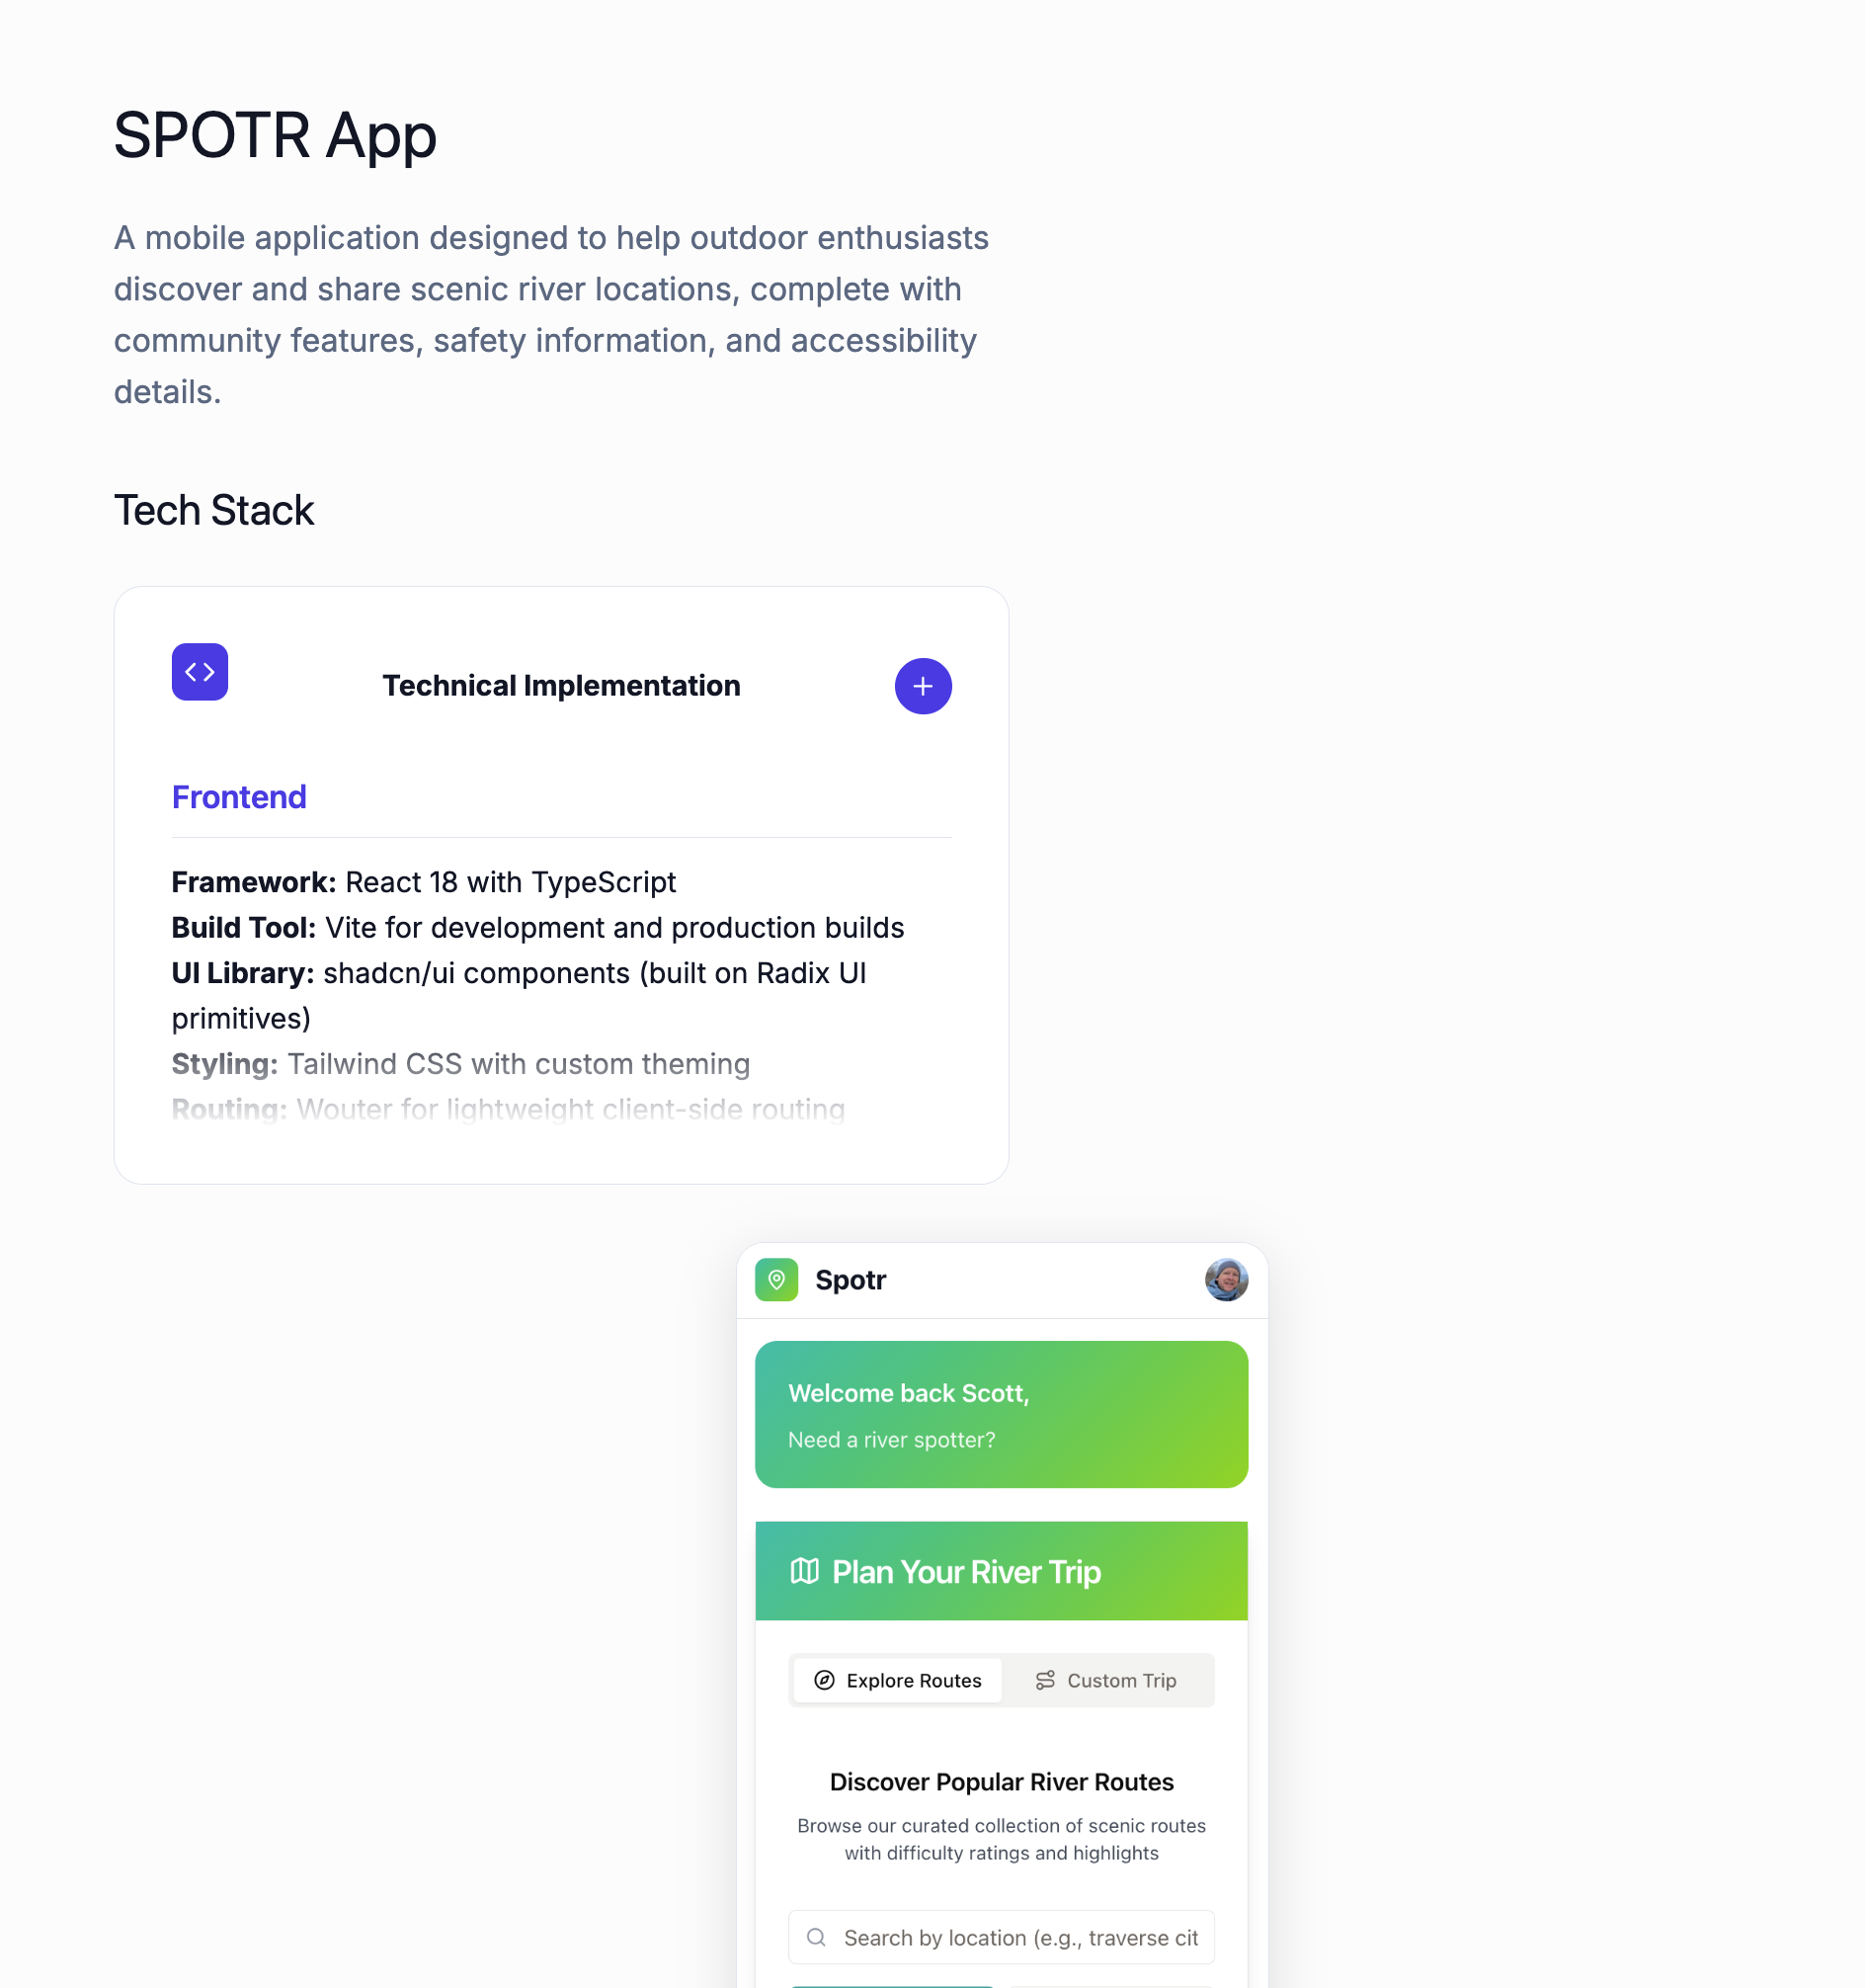 SPOTR App
A mobile application designed to help outdoor enthusiasts
discover and share scenic river locations, complete with
community features, safety information, and accessibility
details.
Tech Stack
Technical Implementation
Frontend
Framework: React 18 with TypeScript
Build Tool: Vite for development and production builds
UI Library: shadcn/ui components (built on Radix UI
primitives)
Styling: Tailwind CSS with custom theming
Routing: Wouter for lightweight client-side routing
Spotr
Welcome back Scott,
Need a river spotter?
Plan Your River Trip
Explore Routes
Custom Trip
Discover Popular River Routes
Browse our curated collection of scenic routes
with difficulty ratings and highlights
Search by location (e.g., traverse cit